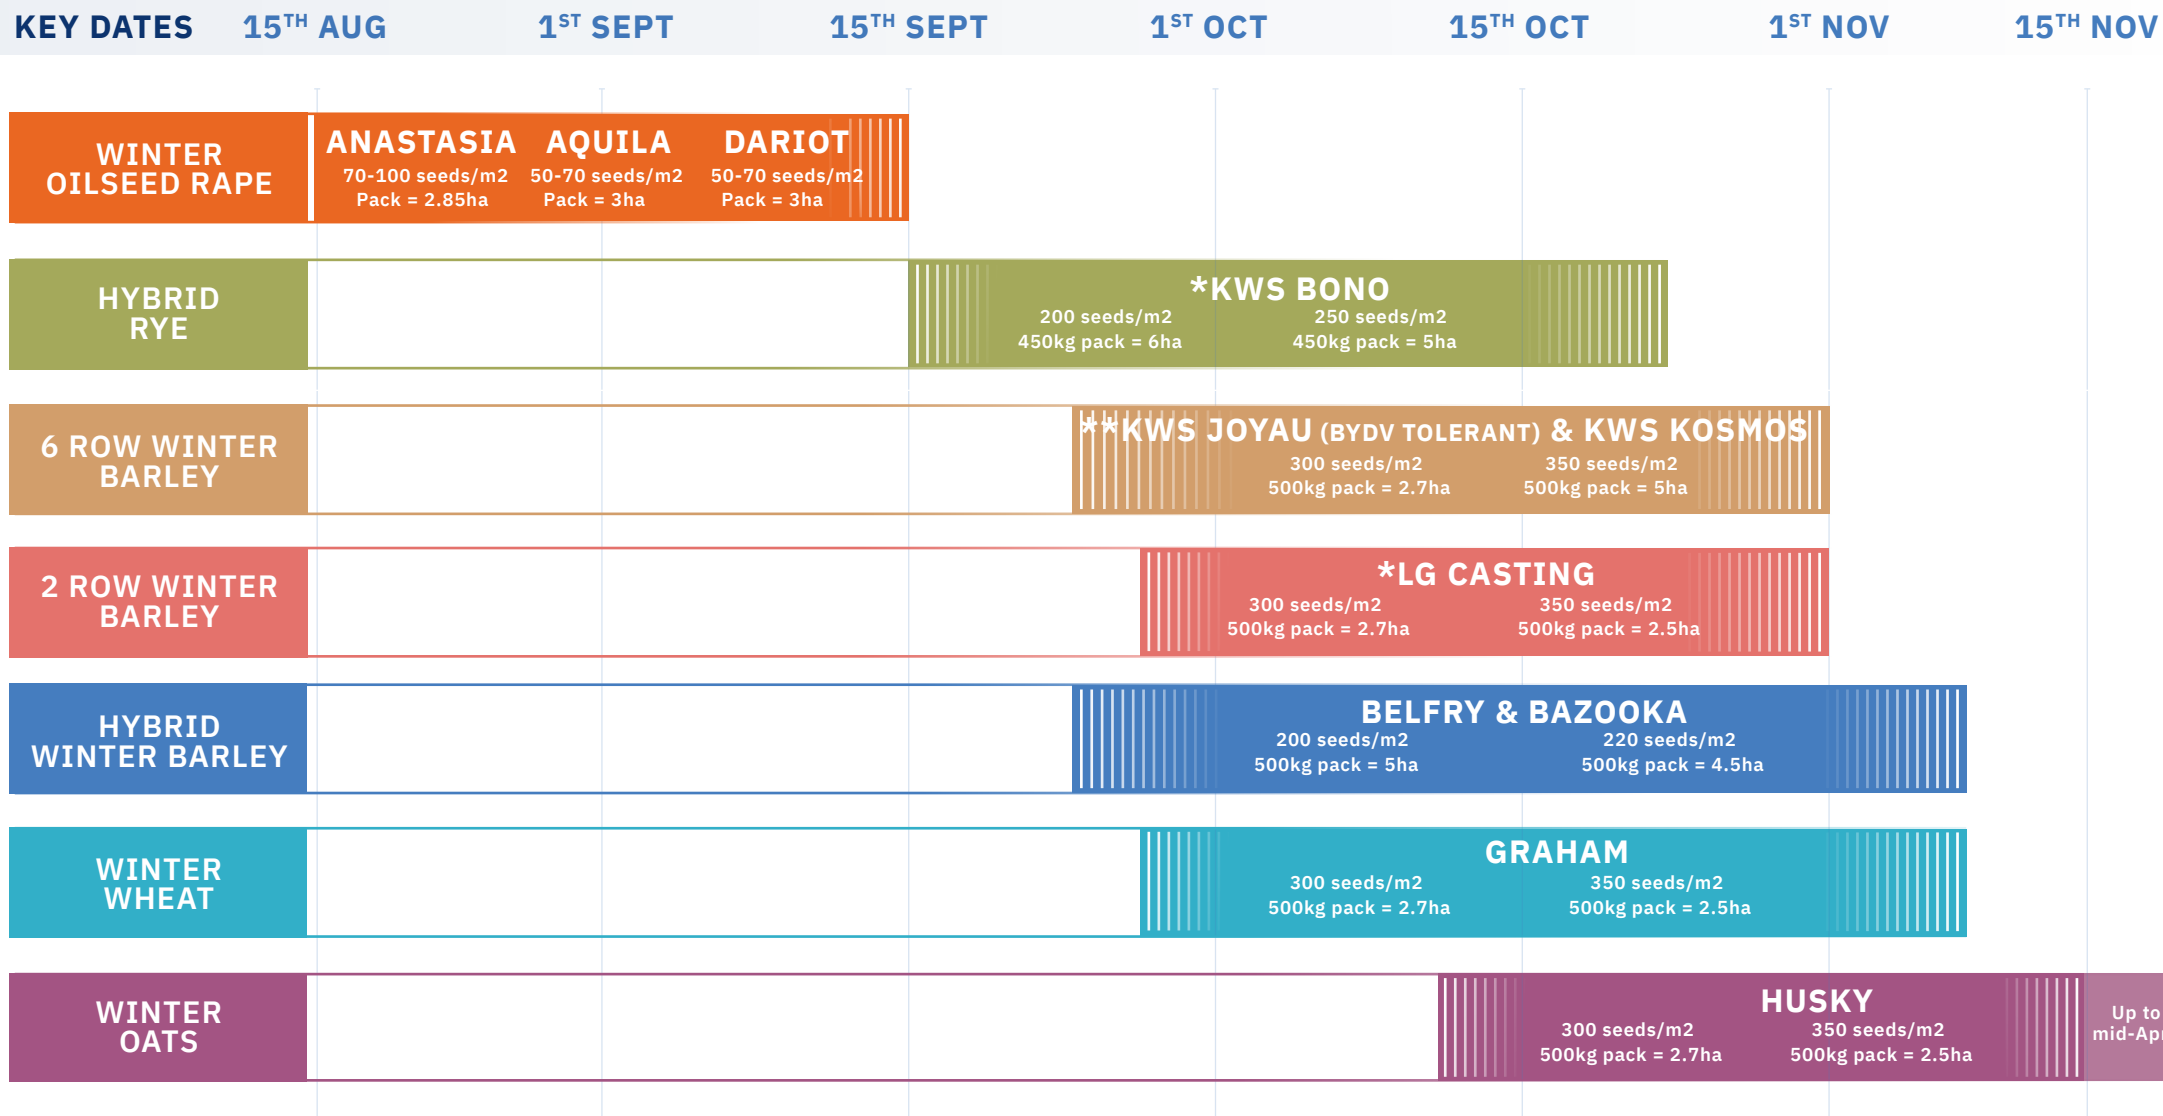 KEY DATES 15TH AUG 1ST SEPT 15TH SEPT 1ST OCT 15TH OCT 1ST NOV 15TH NOV
WINTER
OILSEED RAPE
ANASTASIA AQUILA DARIOT
70-100 seeds/m2 50-70 seeds/m2 50-70 seeds/m2
Pack = 2.85ha Pack = 3ha Pack = 3ha
HYBRID
RYE
*KWS BONO
200 seeds/m2 250 seeds/m2
450kg pack = 6ha 450kg pack = 5ha
6 ROW WINTER
BARLEY
**KWS JOYAU (BYDV TOLERANT) & KWS KOSMOS
300 seeds/m2 350 seeds/m2
500kg pack = 2.7ha 500kg pack = 5ha
2 ROW WINTER
BARLEY
*LG CASTING
300 seeds/m2 350 seeds/m2
500kg pack = 2.7ha 500kg pack = 2.5ha
HYBRID
WINTER BARLEY
BELFRY & BAZOOKA
200 seeds/m2 220 seeds/m2
500kg pack = 5ha 500kg pack = 4.5ha
WINTER
WHEAT
GRAHAM
300 seeds/m2 350 seeds/m2
500kg pack = 2.7ha 500kg pack = 2.5ha
WINTER
OATS
HUSKY
300 seeds/m2 350 seeds/m2
500kg pack = 2.7ha 500kg pack = 2.5ha
Up to
mid-Apr